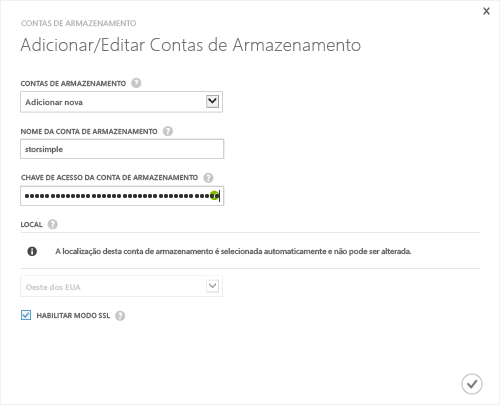 x
CONTAS DE ARMAZENAMENTO
Adicionar/Editar Contas de Armazenamento
CONTAS DE ARMAZENAMENTO ?
Adicionar nova
NOME DA CONTA DE ARMAZENAMENTO ?
storsimple
CHAVE DE ACESSO DA CONTA DE ARMAZENAMENTO ?
LOCAL ?
A localização desta conta de armazenamento é selecionada automaticamente e não pode ser alterada.
Oeste dos EUA
HABILITAR MODO SSL ?